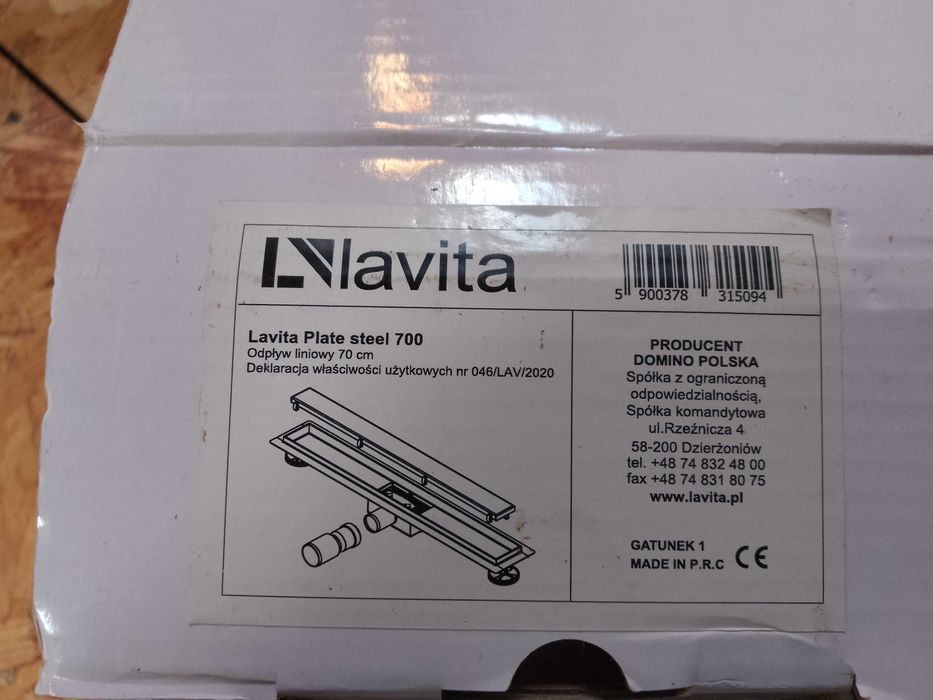 lavita
5 900378 315094
Lavita Plate steel 700
Odpływ liniowy 70 cm
Deklaracja właściwości użytkowych nr 046/LAV/2020
PRODUCENT
DOMINO POLSKA
Spółka z ograniczoną
odpowiedzialnością,
Spółka komandytowa
ul.Rzeźnicza 4
58-200 Dzierżoniów
tel. +48 74 832 48 00
fax +48 74 831 80 75
www.lavita.pl
GATUNEK 1
MADE IN P.R.C CE